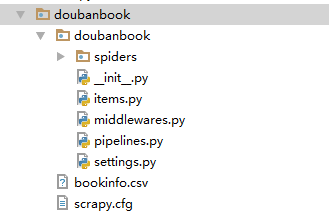 doubanbook
doubanbook
spiders
__init__.py
items.py
middlewares.py
pipelines.py
settings.py
bookinfo.csv
scrapy.cfg